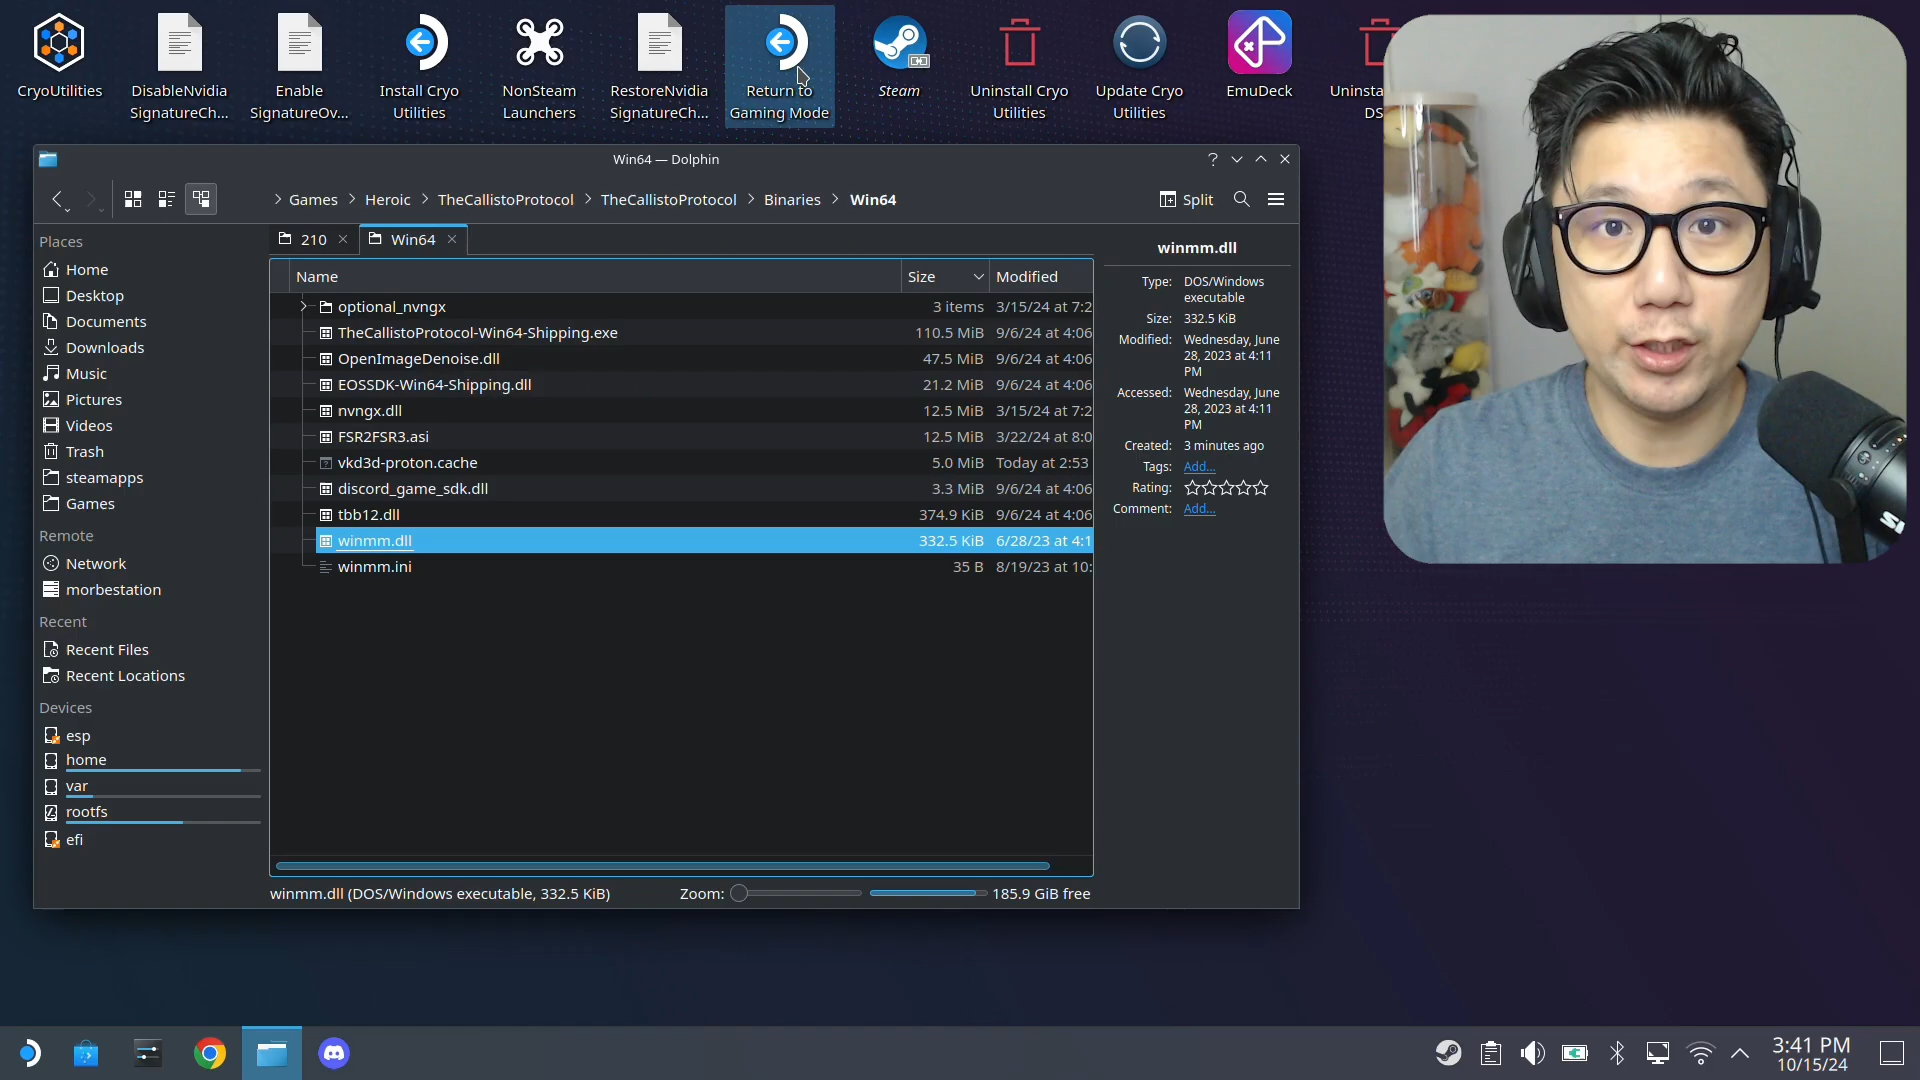 CryoUtilities
DisableNvidia
SignatureCh...
Enable
SignatureOv...
Install Cryo
Utilities
NonSteam
Launchers
RestoreNvidia
SignatureCh...
Return to
Gaming Mode
Steam
Uninstall Cryo
Utilities
Update Cryo
Utilities
EmuDeck
Uninsta
DS
Win64 — Dolphin
?
> Games > Heroic > TheCallistoProtocol > TheCallistoProtocol > Binaries > Win64
Split
Places
Home
Desktop
Documents
Downloads
Music
Pictures
Videos
Trash
steamapps
Games
Remote
Network
morbestation
Recent
Recent Files
Recent Locations
Devices
esp
home
var
rootfs
efi
210
Win64
Name Size Modified
optional_nvngx 3 items 3/15/24 at 7:2
TheCallistoProtocol-Win64-Shipping.exe 110.5 MiB 9/6/24 at 4:06
OpenImageDenoise.dll 47.5 MiB 9/6/24 at 4:06
EOSSDK-Win64-Shipping.dll 21.2 MiB 9/6/24 at 4:06
nvngx.dll 12.5 MiB 3/15/24 at 7:2
FSR2FSR3.asi 12.5 MiB 3/22/24 at 8:0
vkd3d-proton.cache 5.0 MiB Today at 2:53
discord_game_sdk.dll 3.3 MiB 9/6/24 at 4:06
tbb12.dll 374.9 KiB 9/6/24 at 4:06
winmm.dll 332.5 KiB 6/28/23 at 4:1
winmm.ini 35 B 8/19/23 at 10:
winmm.dll
Type: DOS/Windows
executable
Size: 332.5 KiB
Modified: Wednesday, June
28, 2023 at 4:11
PM
Accessed: Wednesday, June
28, 2023 at 4:11
PM
Created: 3 minutes ago
Tags: Add...
Rating:
Comment: Add...
winmm.dll (DOS/Windows executable, 332.5 KiB)
Zoom:
185.9 GiB free
3:41 PM
10/15/24